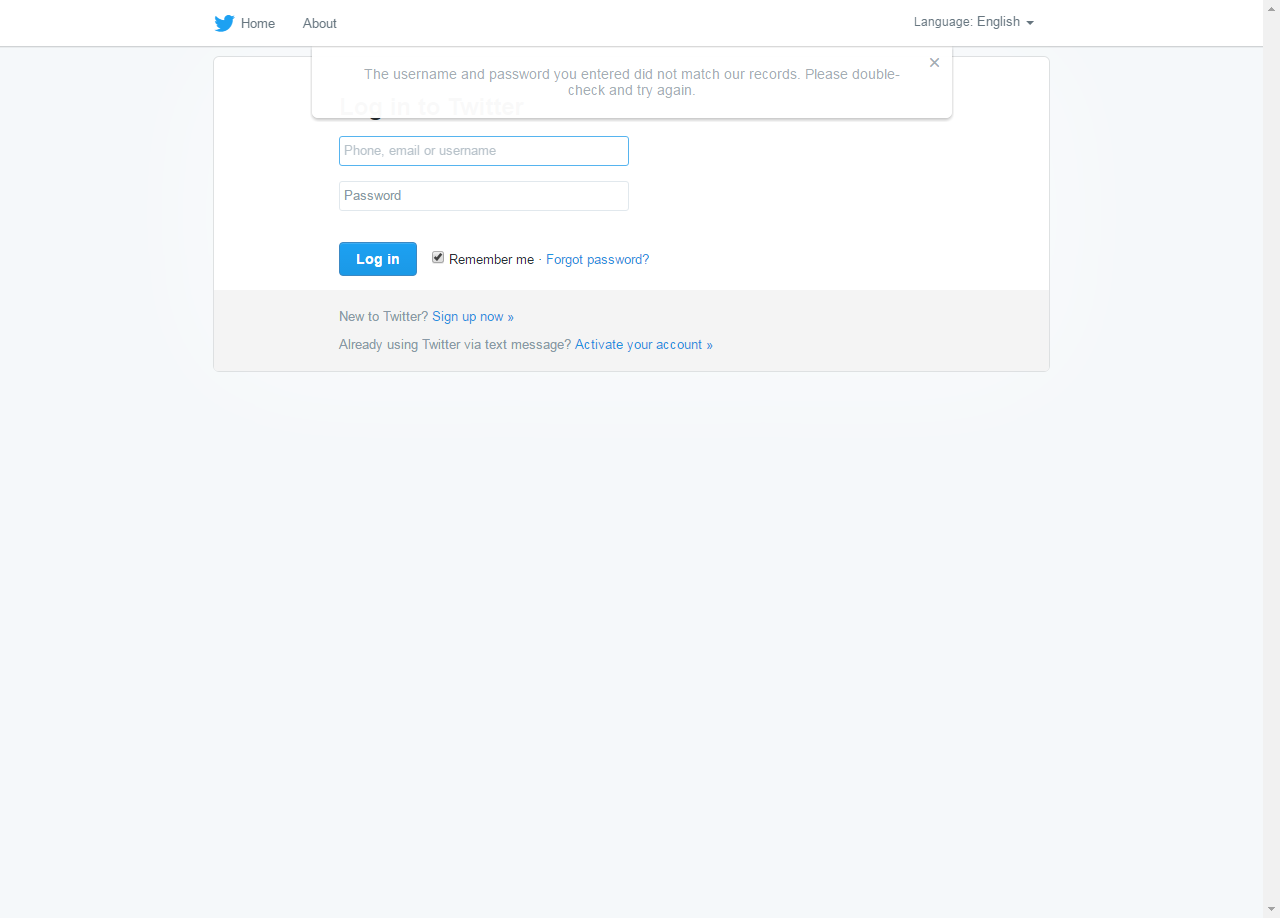 Home
About
Language: English
The username and password you entered did not match our records. Please double-
check and try again.
Log in to Twitter
Phone, email or username
Password
Log in
Remember me · Forgot password?
New to Twitter? Sign up now »
Already using Twitter via text message? Activate your account »